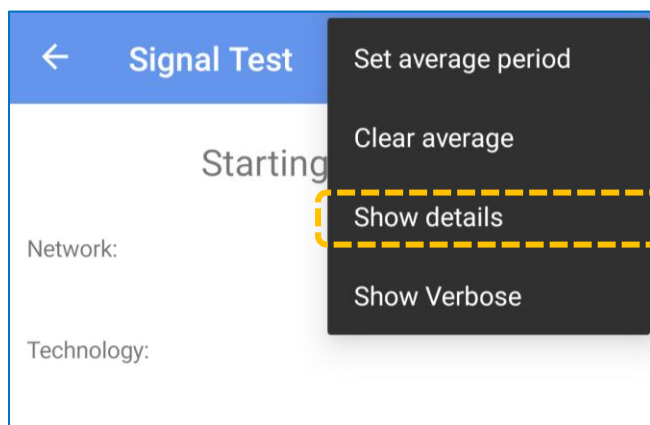 Signal Test
Set average period
Clear average
Starting
Show details
Network:
Show Verbose
Technology: